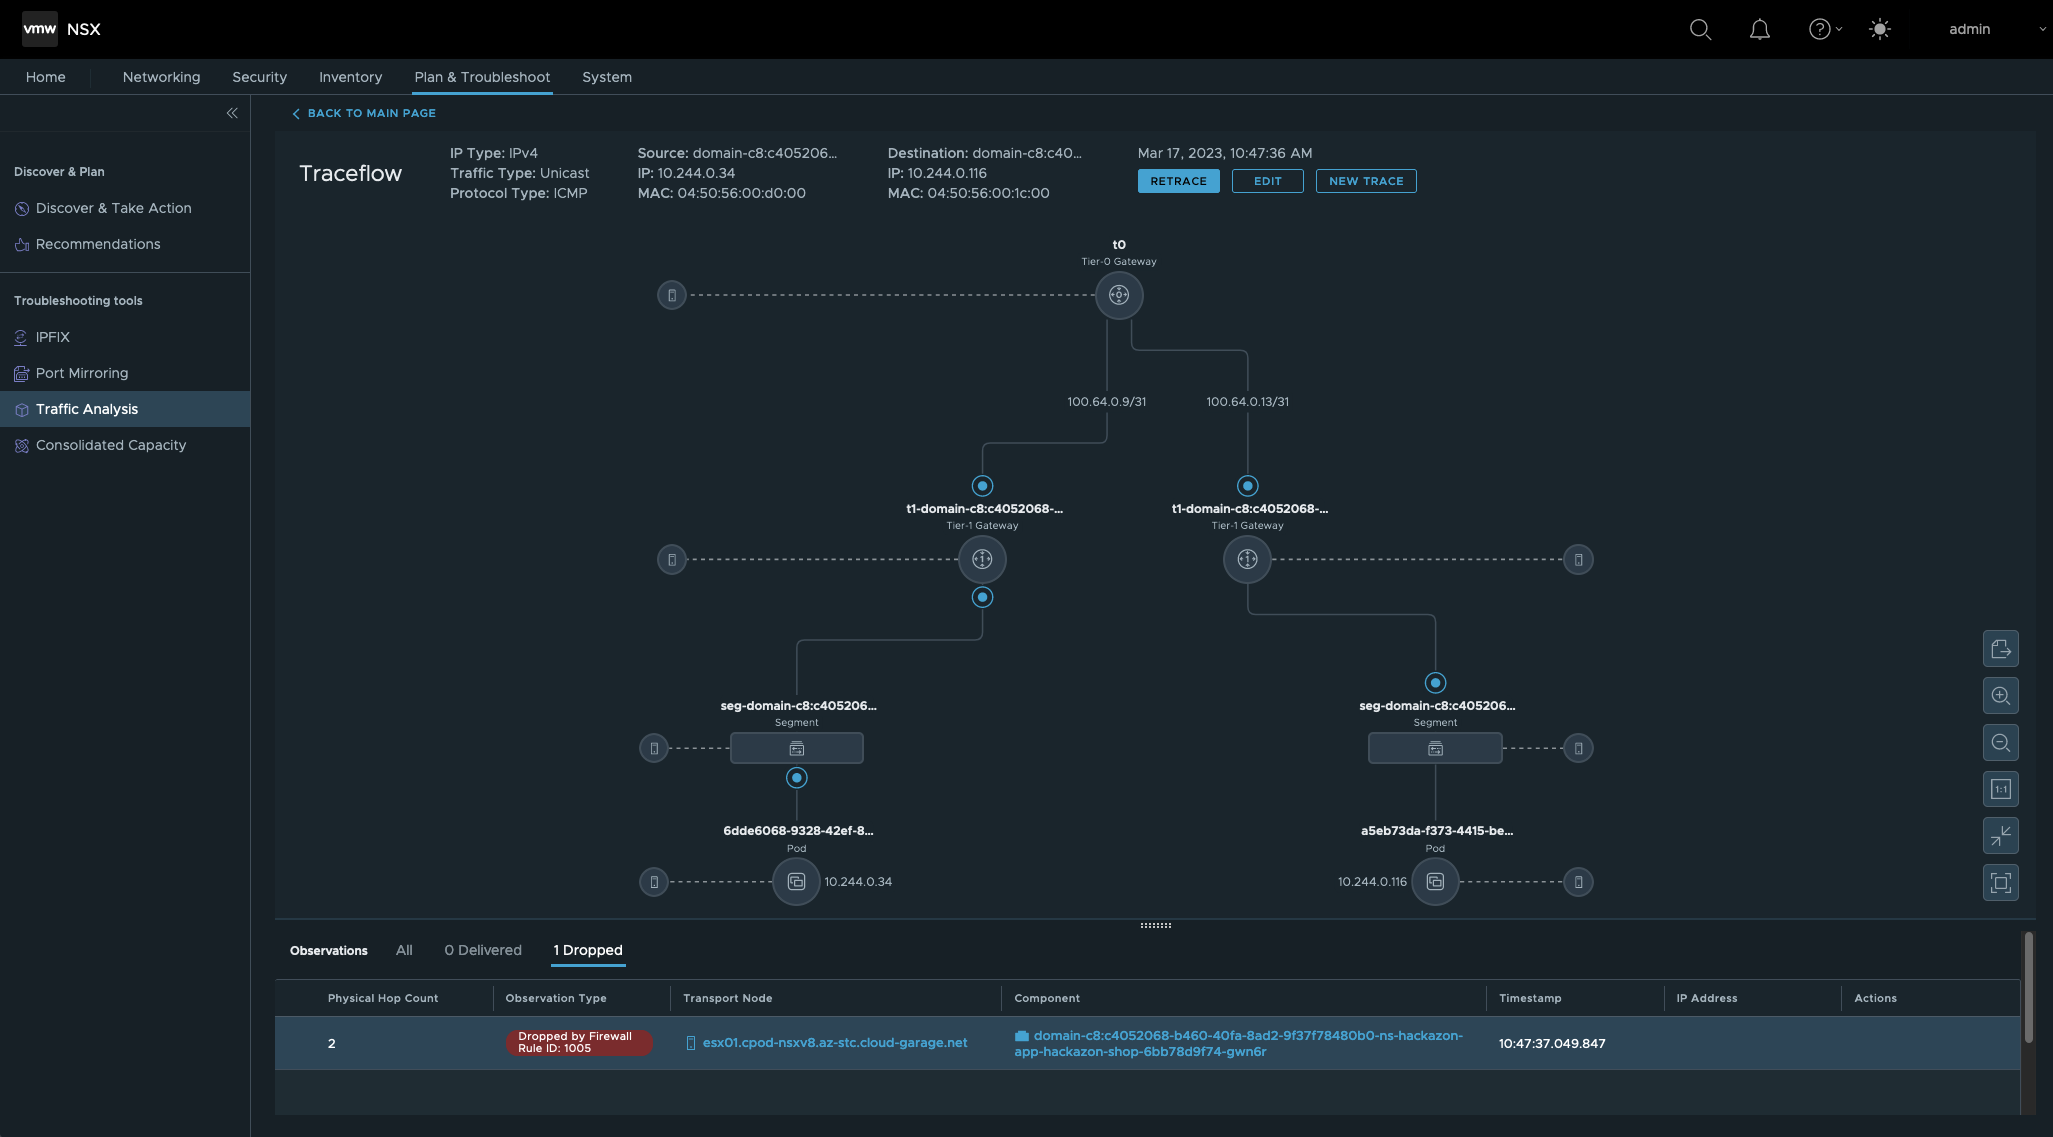 vmw NSX
admin
Home Networking Security Inventory Plan & Troubleshoot System
BACK TO MAIN PAGE
Discover & Plan
Discover & Take Action
Recommendations
Troubleshooting tools
IPFIX
Port Mirroring
Traffic Analysis
Consolidated Capacity
Traceflow
IP Type: IPv4
Traffic Type: Unicast
Protocol Type: ICMP
Source: domain-c8:c405206...
IP: 10.244.0.34
MAC: 04:50:56:00:d0:00
Destination: domain-c8:c40...
IP: 10.244.0.116
MAC: 04:50:56:00:1c:00
Mar 17, 2023, 10:47:36 AM
RETRACE EDIT NEW TRACE
t0
Tier-0 Gateway
100.64.0.9/31 100.64.0.13/31
t1-domain-c8:c4052068-... t1-domain-c8:c4052068-...
Tier-1 Gateway Tier-1 Gateway
seg-domain-c8:c405206... seg-domain-c8:c405206...
Segment Segment
1:1
6dde6068-9328-42ef-8... a5eb73da-f373-4415-be...
Pod Pod
10.244.0.34 10.244.0.116
Observations All 0 Delivered 1 Dropped
Physical Hop Count Observation Type Transport Node Component Timestamp IP Address Actions
2
Dropped by Firewall
Rule ID: 1005
esx01.cpod-nsxv8.az-stc.cloud-garage.net
domain-c8:c4052068-b460-40fa-8ad2-9f37f78480b0-ns-hackazon-
app-hackazon-shop-6bb78d9f74-gwn6r
10:47:37.049.847